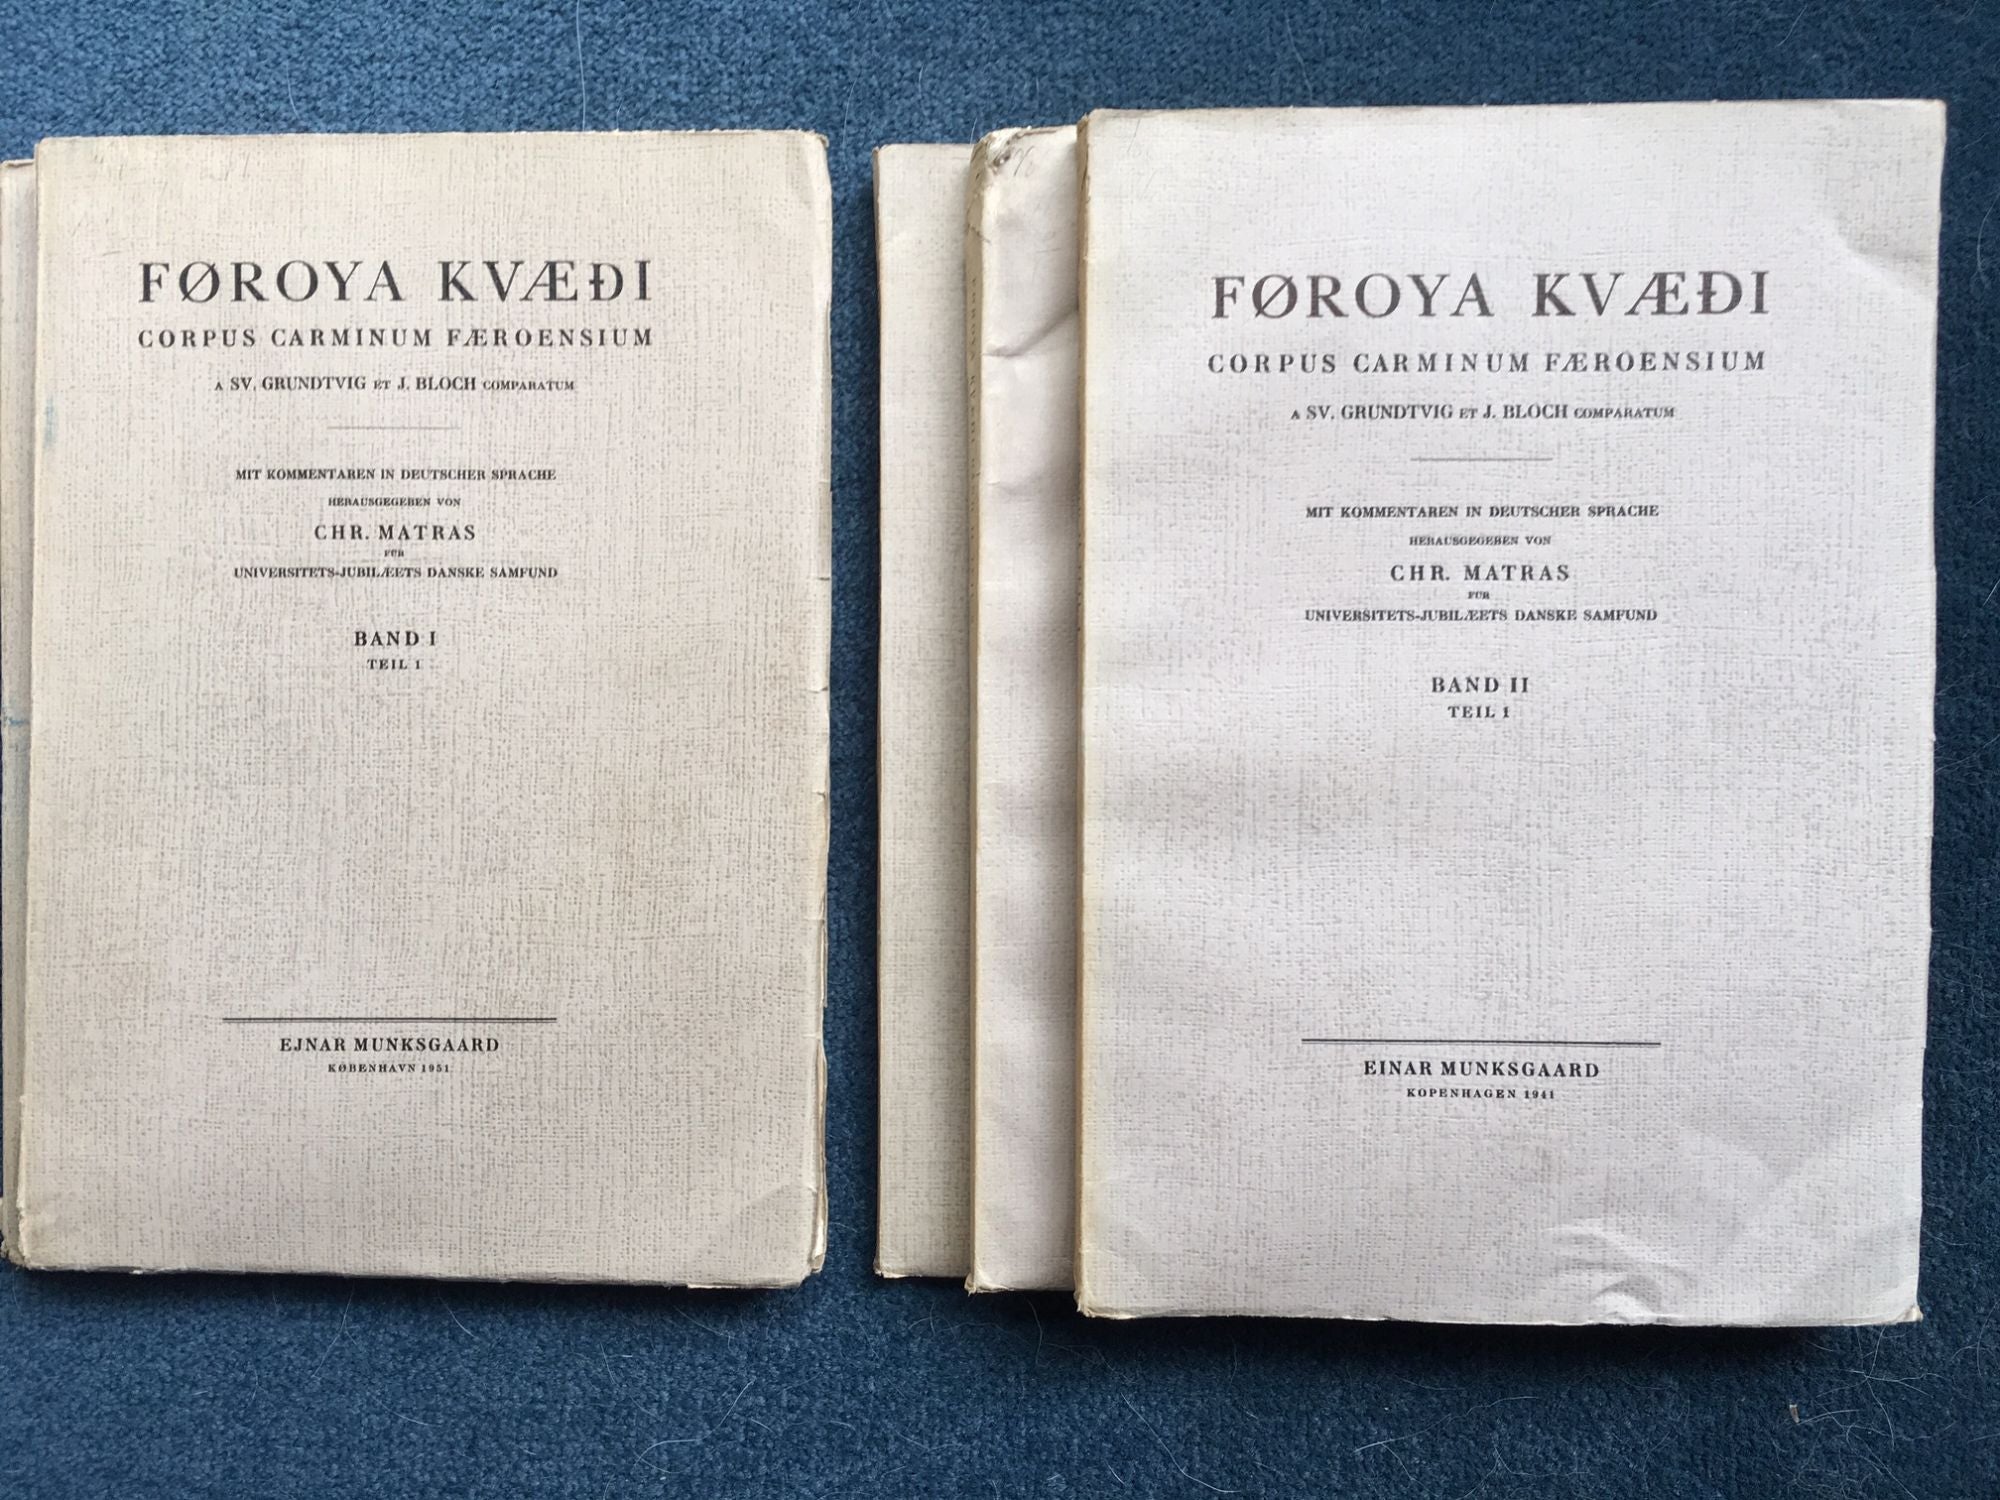 FØROYA KVÆÐI
CORPUS CARMINUM FÆROENSIUM
A SV. GRUNDTVIG ET J. BLOCH COMPARATUM
MIT KOMMENTAREN IN DEUTSCHER SPRACHE
HERAUSGEGEBEN VON
CHR. MATRAS
FÜR
UNIVERSITETS-JUBILÆETS DANSKE SAMFUND
BAND I
TEIL 1
EJNAR MUNKSGAARD
KØBENHAVN 1951
FØROYA KVÆÐI
CORPUS CARMINUM FÆROENSIUM
A SV. GRUNDTVIG ET J. BLOCH COMPARATUM
MIT KOMMENTAREN IN DEUTSCHER SPRACHE
HERAUSGEGEBEN VON
CHR. MATRAS
FÜR
UNIVERSITETS-JUBILÆETS DANSKE SAMFUND
BAND II
TEIL 1
EINAR MUNKSGAARD
KOPENHAGEN 1941